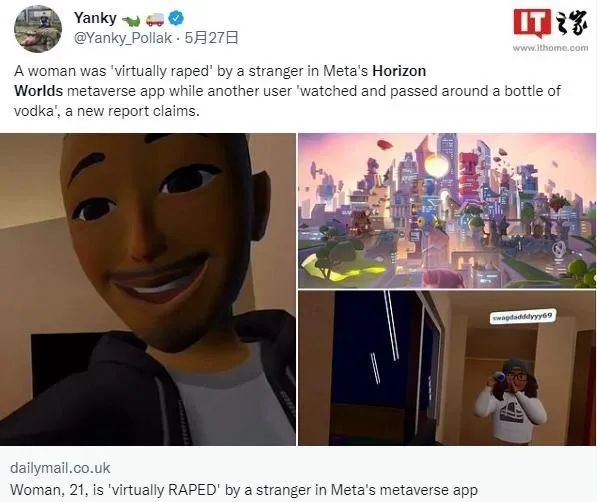 Yanky
@Yanky_Pollak · 5月27日
IT之家
www.ithome.com
A woman was 'virtually raped' by a stranger in Meta's Horizon
Worlds metaverse app while another user 'watched and passed around a bottle of
vodka', a new report claims.
swagdadddyyy69
dailymail.co.uk
Woman, 21, is 'virtually RAPED' by a stranger in Meta's metaverse app